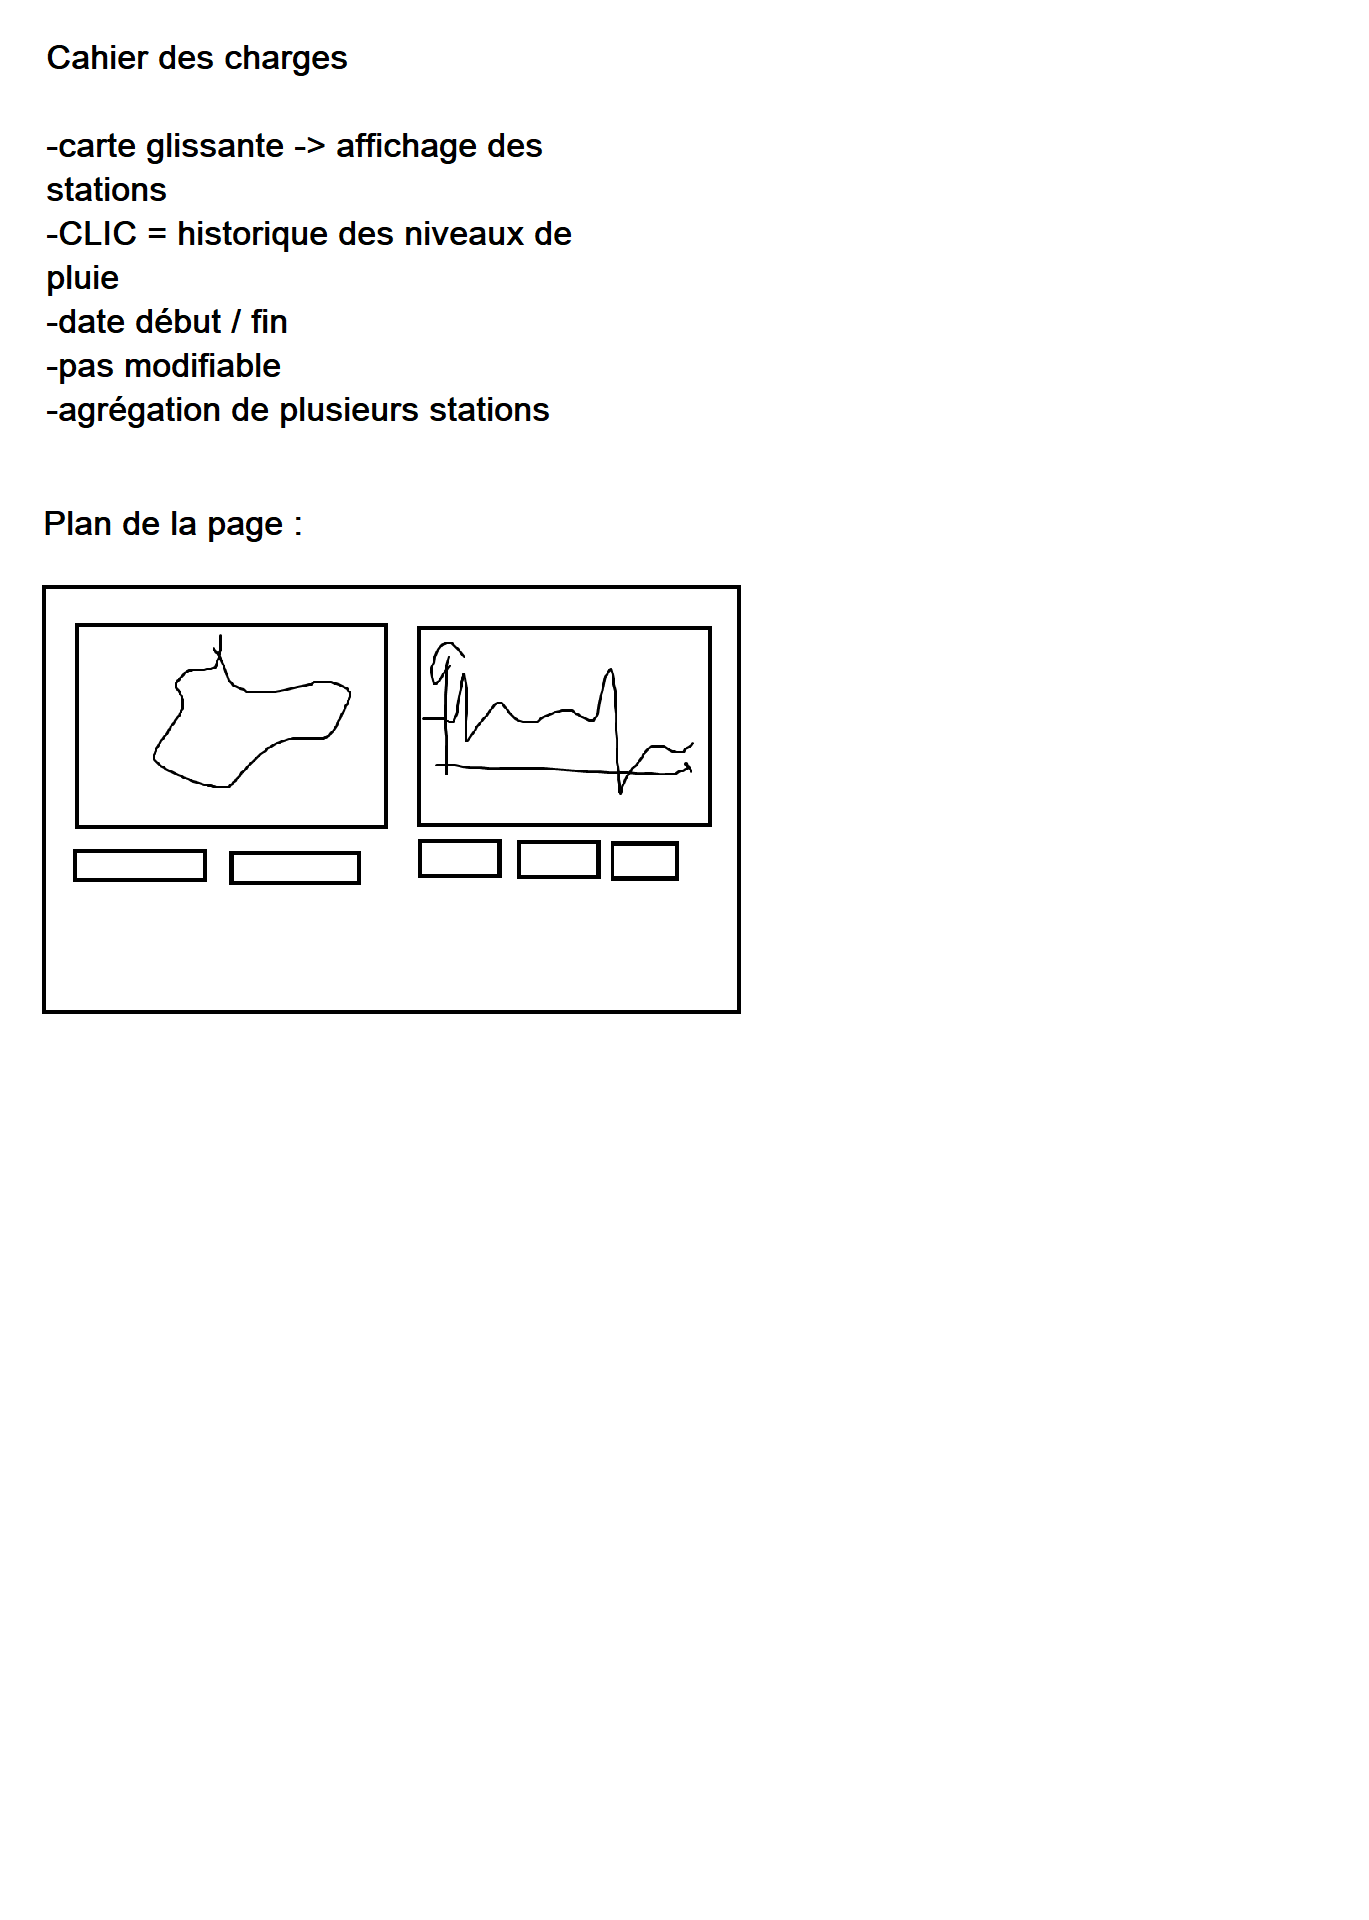 Cahier des charges
-carte glissante -> affichage des
stations
-CLIC = historique des niveaux de
pluie
-date début / fin
-pas modifiable
-agrégation de plusieurs stations
Plan de la page :